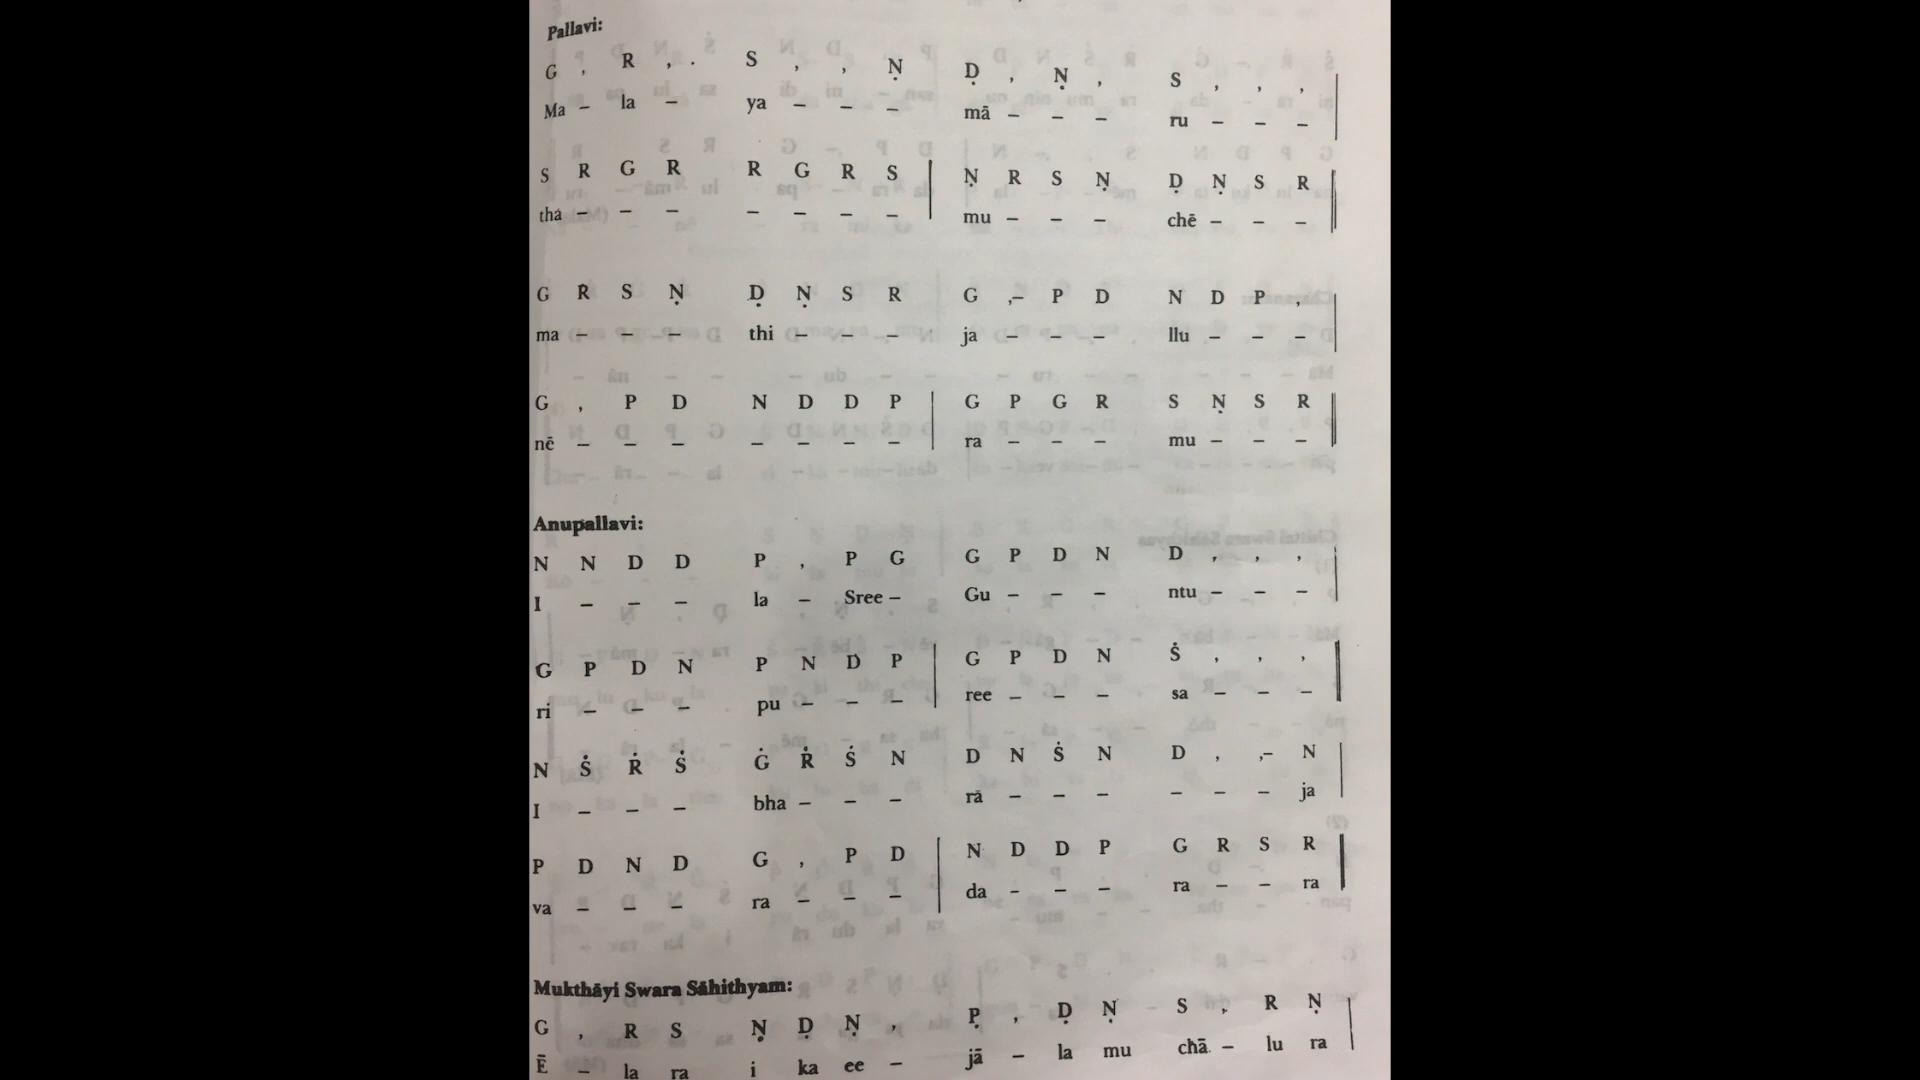 Pallavi:
G , R , . S , , Ṇ Ḍ , Ṇ , S , , ,
Ma – la – ya – – – mā – – – ru – – –
S R G R R G R S Ṇ R S Ṇ Ḍ Ṇ S R
tha – – – – – – – mu – – – chē – – –
G R S Ṇ Ḍ Ṇ S R G ,– P D N D P ,
ma – – – thi – – – ja – – – llu – – –
G , P D N D D P G P G R S Ṇ S R
nē – – – – – – – ra – – – mu – – –
Anupallavi:
N N D D P , P G G P D N D , , ,
I – – – la – Sree – Gu – – – ntu – – –
G P D N P N D P G P D N Ṡ , , ,
ri – – – pu – – – ree – – – sa – – –
N Ṡ Ṙ Ṡ Ġ Ṙ Ṡ N D N Ṡ N D , ,– N
I – – – bha – – – rā – – – – – – ja
P D N D G , P D N D D P G R S R
va – – – ra – – – da – – – ra – – ra
Mukthāyi Swara Sāhithyam:
G , R S Ṇ Ḍ Ṇ , P̣ , Ḍ Ṇ S , R Ṇ
Ē – la ra i ka ee – jā – la mu chā – lu ra